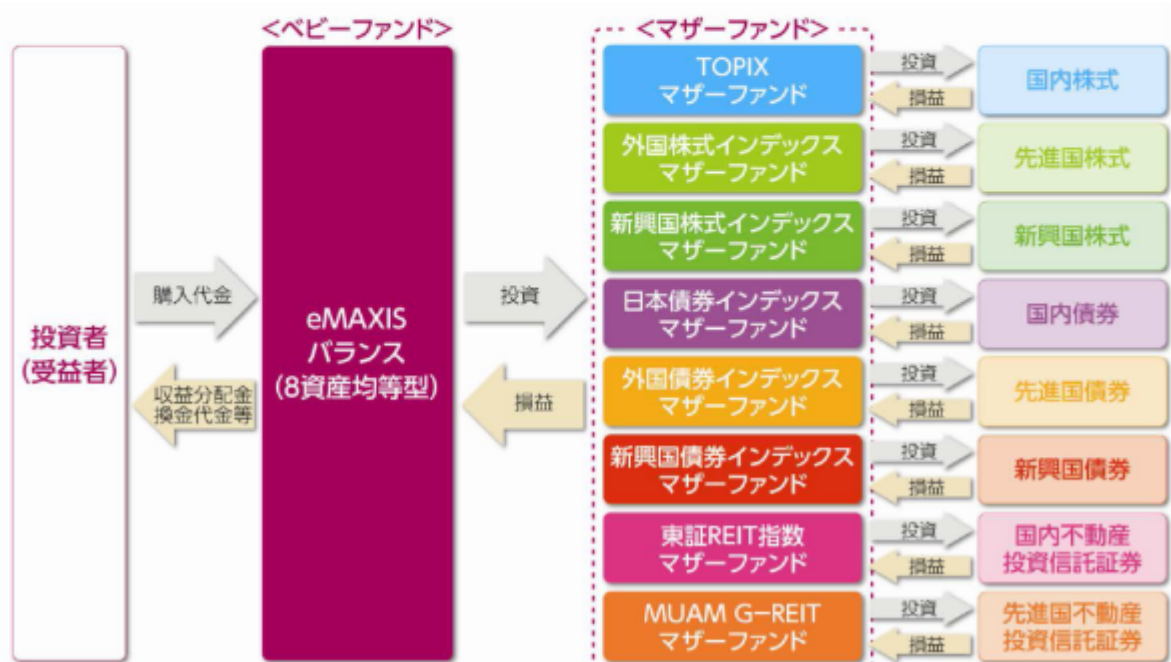 <ベビーファンド>
<マザーファンド>
投資者
(受益者)
購入代金
収益分配金
換金代金等
eMAXIS
バランス
(8資産均等型)
投資
損益
TOPIX
マザーファンド
投資
損益
国内株式
外国株式インデックス
マザーファンド
投資
損益
先進国株式
新興国株式インデックス
マザーファンド
投資
損益
新興国株式
日本債券インデックス
マザーファンド
投資
損益
国内債券
外国債券インデックス
マザーファンド
投資
損益
先進国債券
新興国債券インデックス
マザーファンド
投資
損益
新興国債券
東証REIT指数
マザーファンド
投資
損益
国内不動産
投資信託証券
MUAM G-REIT
マザーファンド
投資
損益
先進国不動産
投資信託証券